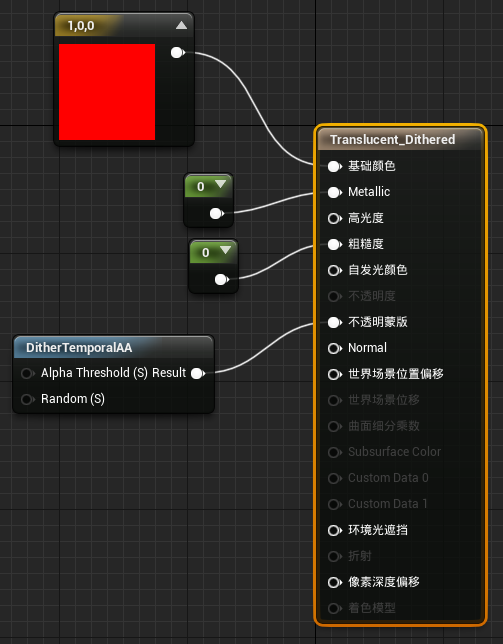 1,0,0
Translucent_Dithered
基础颜色
0
Metallic
高光度
0
粗糙度
自发光颜色
不透明度
不透明蒙版
DitherTemporalAA
Normal
Alpha Threshold (S) Result
世界场景位置偏移
Random (S)
世界场景位移
曲面细分乘数
Subsurface Color
Custom Data 0
Custom Data 1
环境光遮挡
折射
像素深度偏移
着色模型